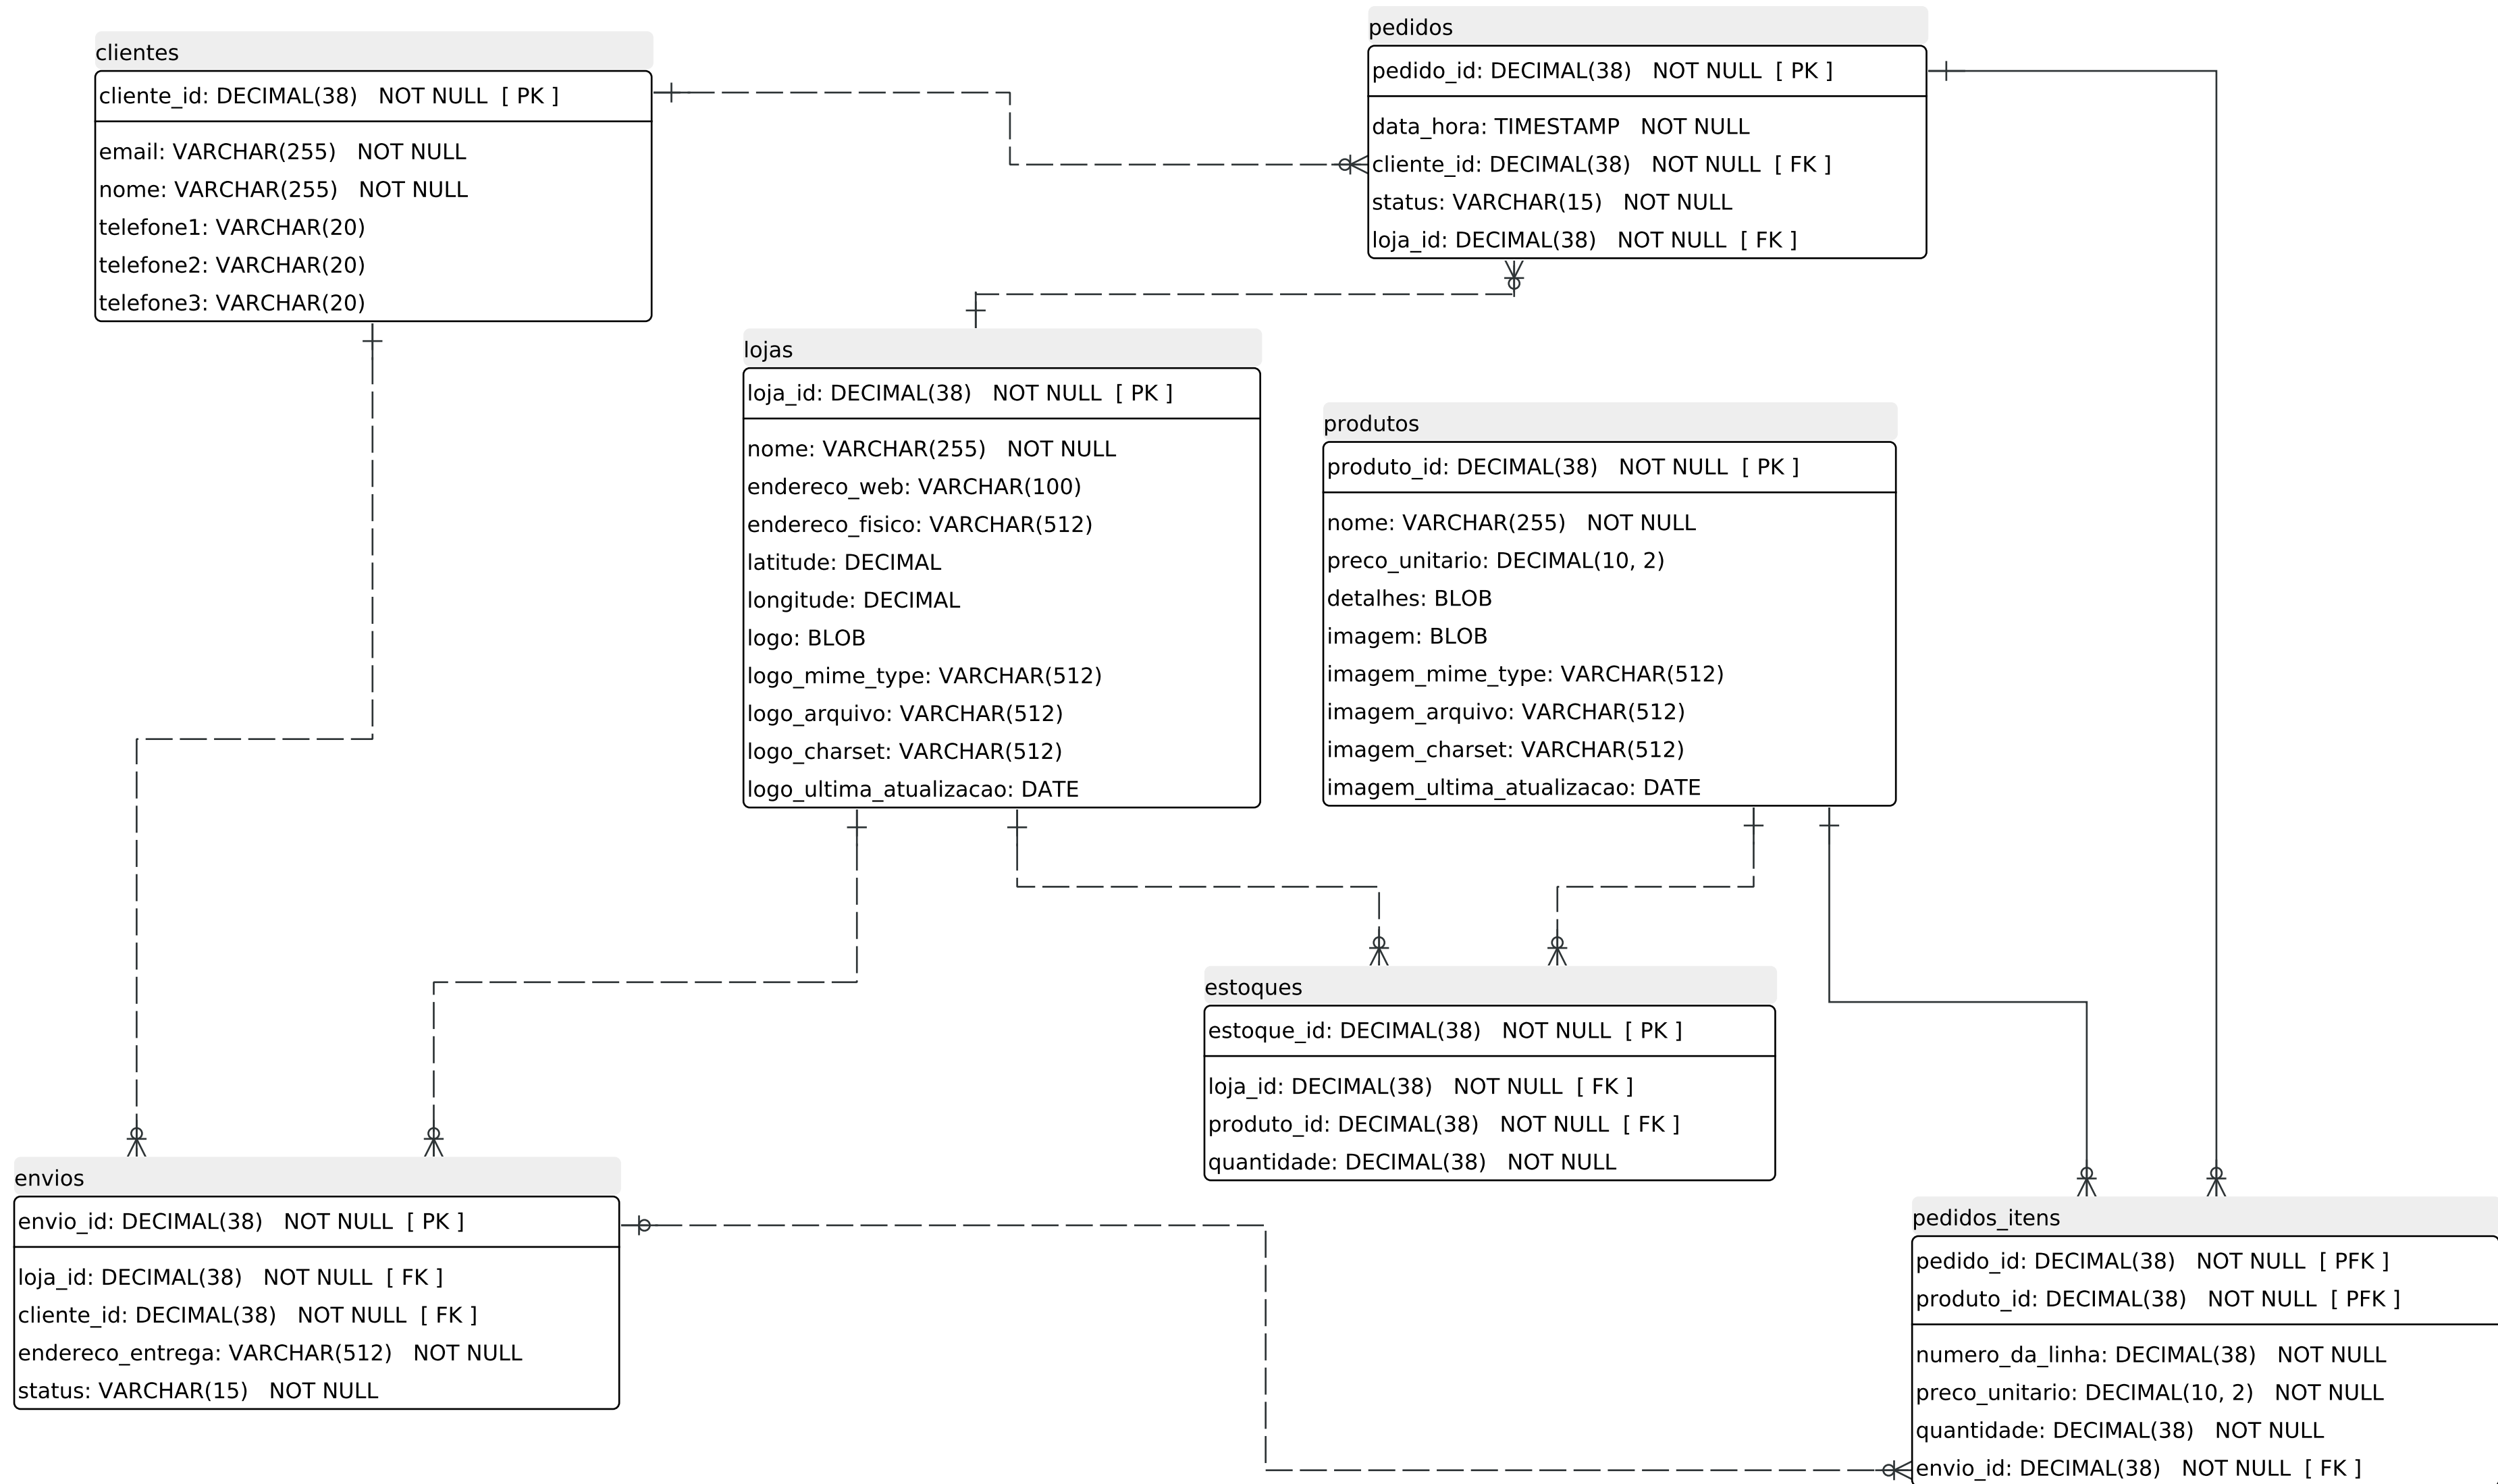 clientes
cliente_id: DECIMAL(38) NOT NULL [ PK ]
email: VARCHAR(255) NOT NULL
nome: VARCHAR(255) NOT NULL
telefone1: VARCHAR(20)
telefone2: VARCHAR(20)
telefone3: VARCHAR(20)
pedidos
pedido_id: DECIMAL(38) NOT NULL [ PK ]
data_hora: TIMESTAMP NOT NULL
cliente_id: DECIMAL(38) NOT NULL [ FK ]
status: VARCHAR(15) NOT NULL
loja_id: DECIMAL(38) NOT NULL [ FK ]
lojas
loja_id: DECIMAL(38) NOT NULL [ PK ]
nome: VARCHAR(255) NOT NULL
endereco_web: VARCHAR(100)
endereco_fisico: VARCHAR(512)
latitude: DECIMAL
longitude: DECIMAL
logo: BLOB
logo_mime_type: VARCHAR(512)
logo_arquivo: VARCHAR(512)
logo_charset: VARCHAR(512)
logo_ultima_atualizacao: DATE
produtos
produto_id: DECIMAL(38) NOT NULL [ PK ]
nome: VARCHAR(255) NOT NULL
preco_unitario: DECIMAL(10, 2)
detalhes: BLOB
imagem: BLOB
imagem_mime_type: VARCHAR(512)
imagem_arquivo: VARCHAR(512)
imagem_charset: VARCHAR(512)
imagem_ultima_atualizacao: DATE
estoques
estoque_id: DECIMAL(38) NOT NULL [ PK ]
loja_id: DECIMAL(38) NOT NULL [ FK ]
produto_id: DECIMAL(38) NOT NULL [ FK ]
quantidade: DECIMAL(38) NOT NULL
envios
envio_id: DECIMAL(38) NOT NULL [ PK ]
loja_id: DECIMAL(38) NOT NULL [ FK ]
cliente_id: DECIMAL(38) NOT NULL [ FK ]
endereco_entrega: VARCHAR(512) NOT NULL
status: VARCHAR(15) NOT NULL
pedidos_itens
pedido_id: DECIMAL(38) NOT NULL [ PFK ]
produto_id: DECIMAL(38) NOT NULL [ PFK ]
numero_da_linha: DECIMAL(38) NOT NULL
preco_unitario: DECIMAL(10, 2) NOT NULL
quantidade: DECIMAL(38) NOT NULL
envio_id: DECIMAL(38) NOT NULL [ FK ]